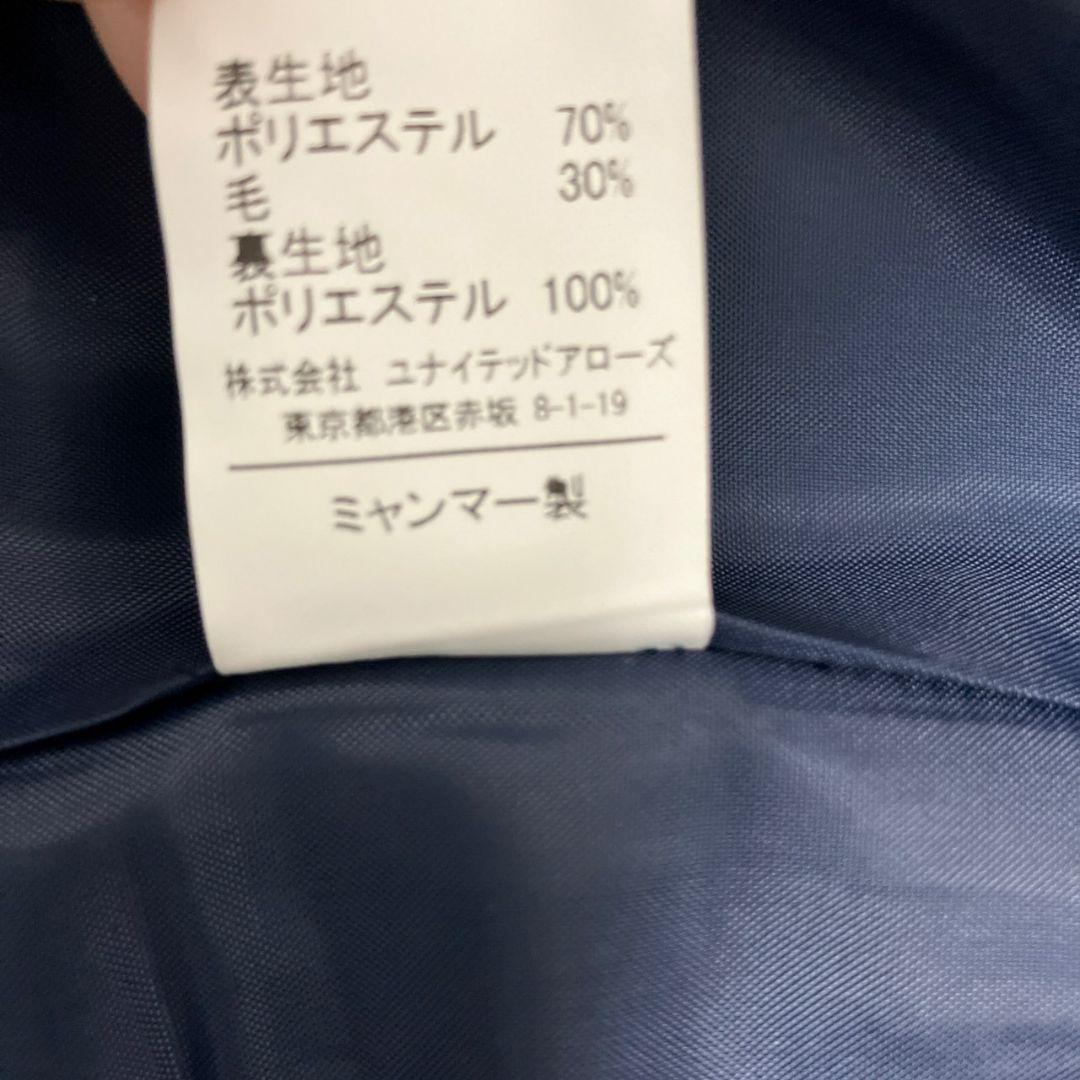 表生地
ポリエステル 70%
毛 30%
裏生地
ポリエステル 100%
株式会社 ユナイテッドアローズ
東京都港区赤坂 8-1-19
ミャンマー製